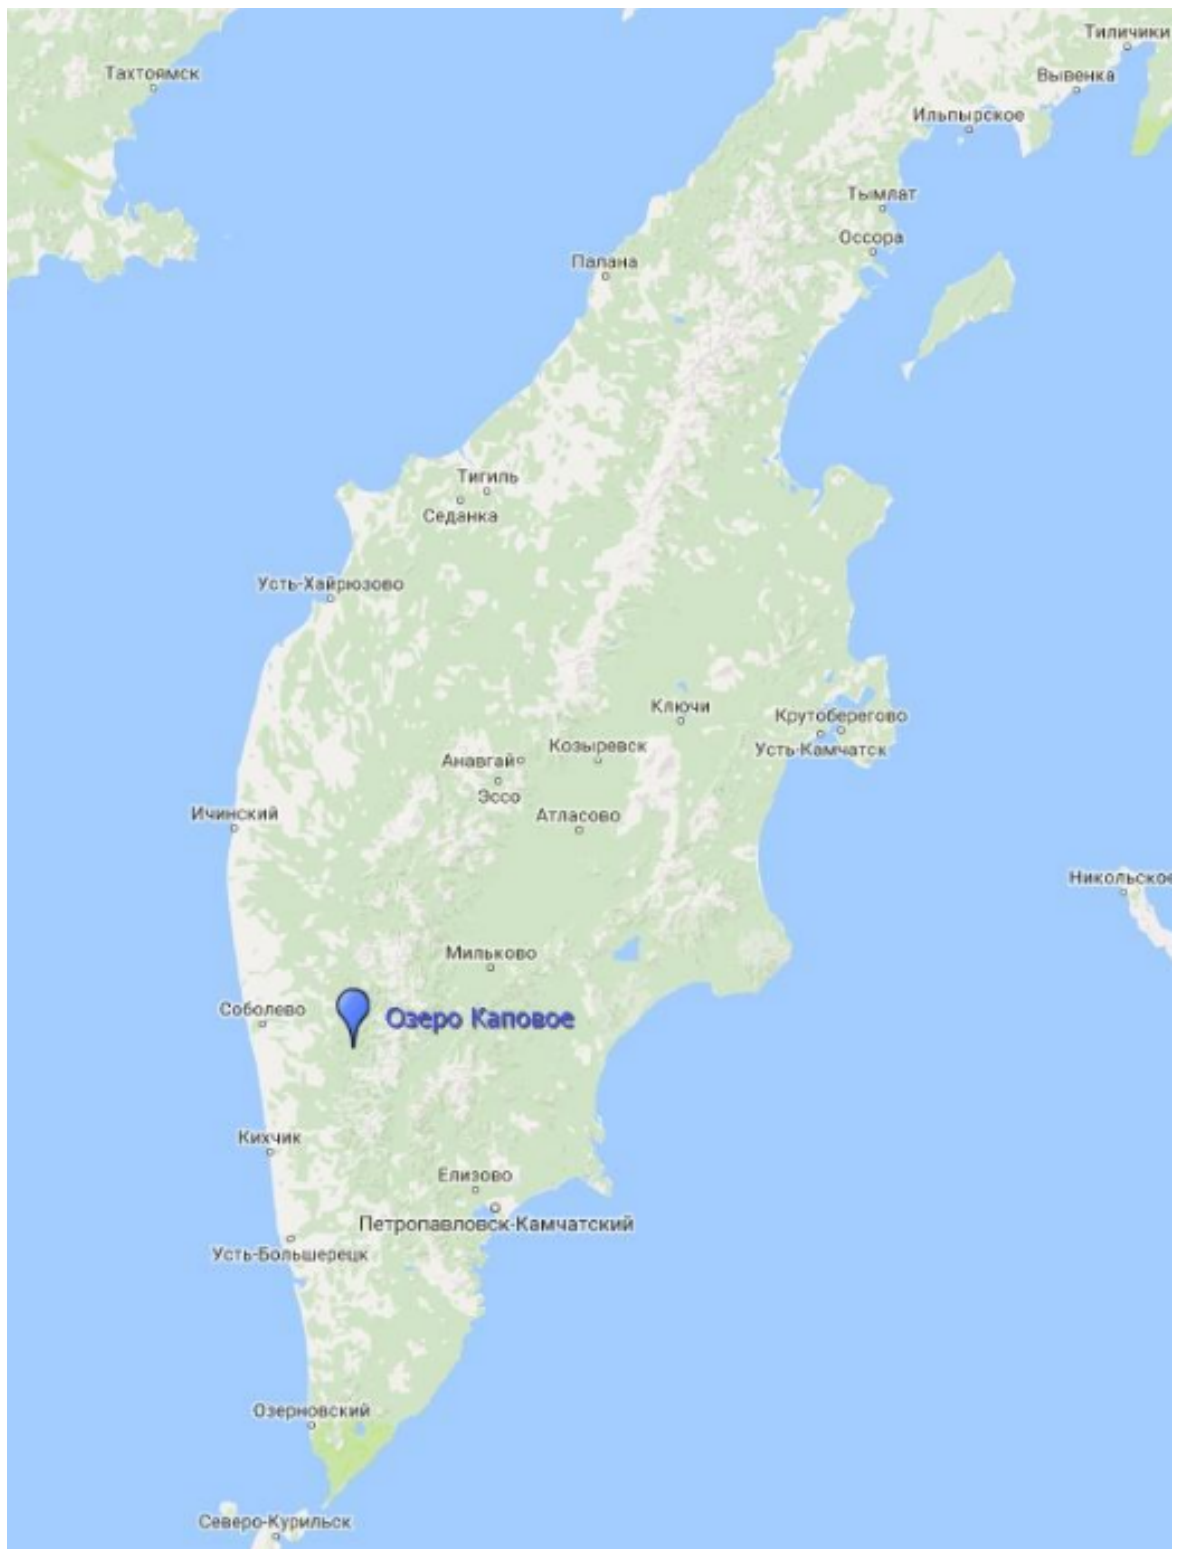 Тиличики
Тахтоямск
Вывенка
Ильпырское
Тымлат
Оссора
Палана
Тигиль
Седанка
Усть-Хайрюзово
Ключи
Крутоберегово
Козыревск
Усть-Камчатск
Анавгай
Эссо
Ичинский
Атласово
Никольское
Мильково
Соболево
Озеро Каповое
Кихчик
Елизово
Петропавловск-Камчатский
Усть-Большерецк
Озерновский
Северо-Курильск